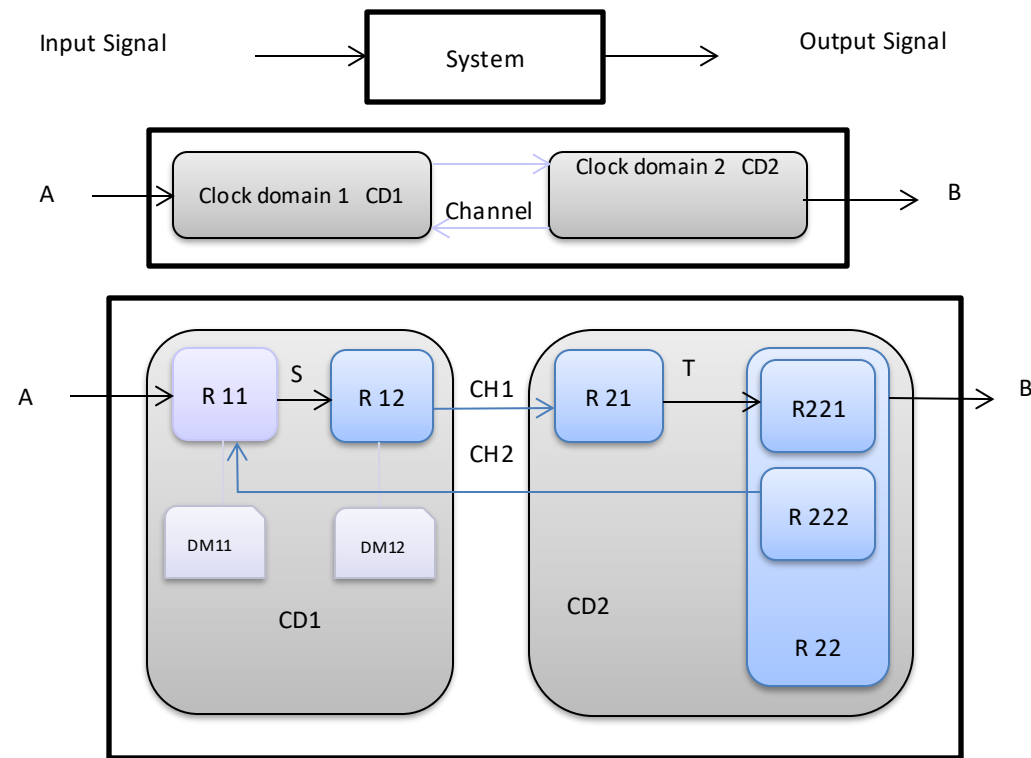 Input Signal
System
Output Signal
A
Clock domain 1 CD1
Channel
Clock domain 2 CD2
B
A
R 11
S
R 12
CH1
CH2
R 21
T
R221
R 222
R 22
B
DM11
DM12
CD1
CD2